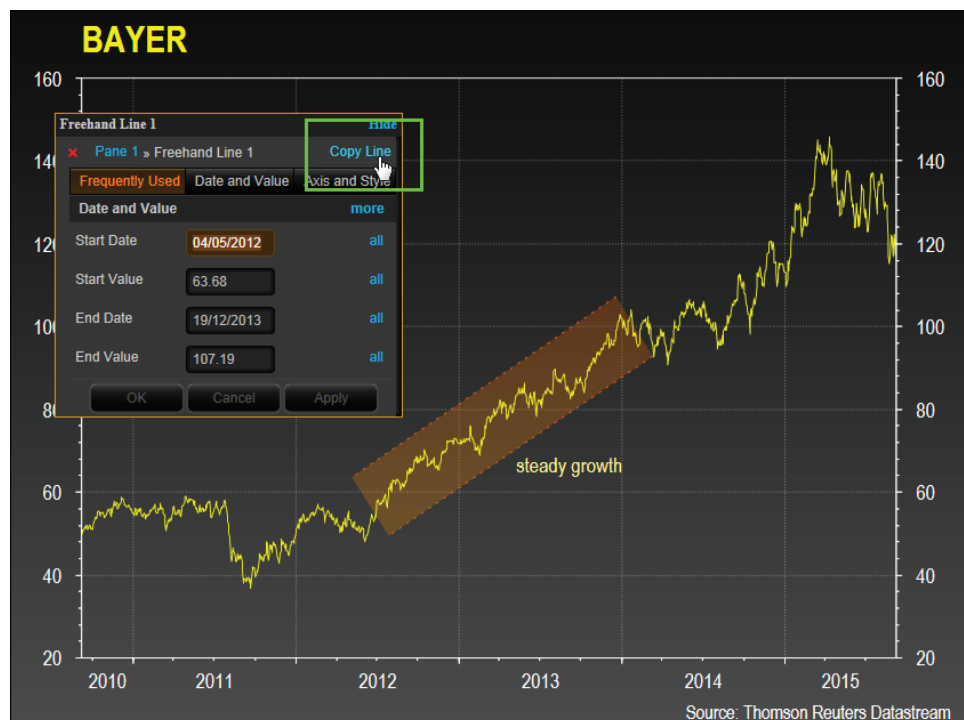 BAYER
160 160
Freehand Line 1 Hide
× Pane 1 » Freehand Line 1 Copy Line
140 140
Frequently Used Date and Value Axis and Style
Date and Value more
120 Start Date 04/05/2012 all 120
Start Value 63.68 all
End Date 19/12/2013 all
100 100
End Value 107.19 all
OK Cancel Apply
80 80
steady growth
60 60
40 40
20 20
2010 2011 2012 2013 2014 2015
Source: Thomson Reuters Datastream